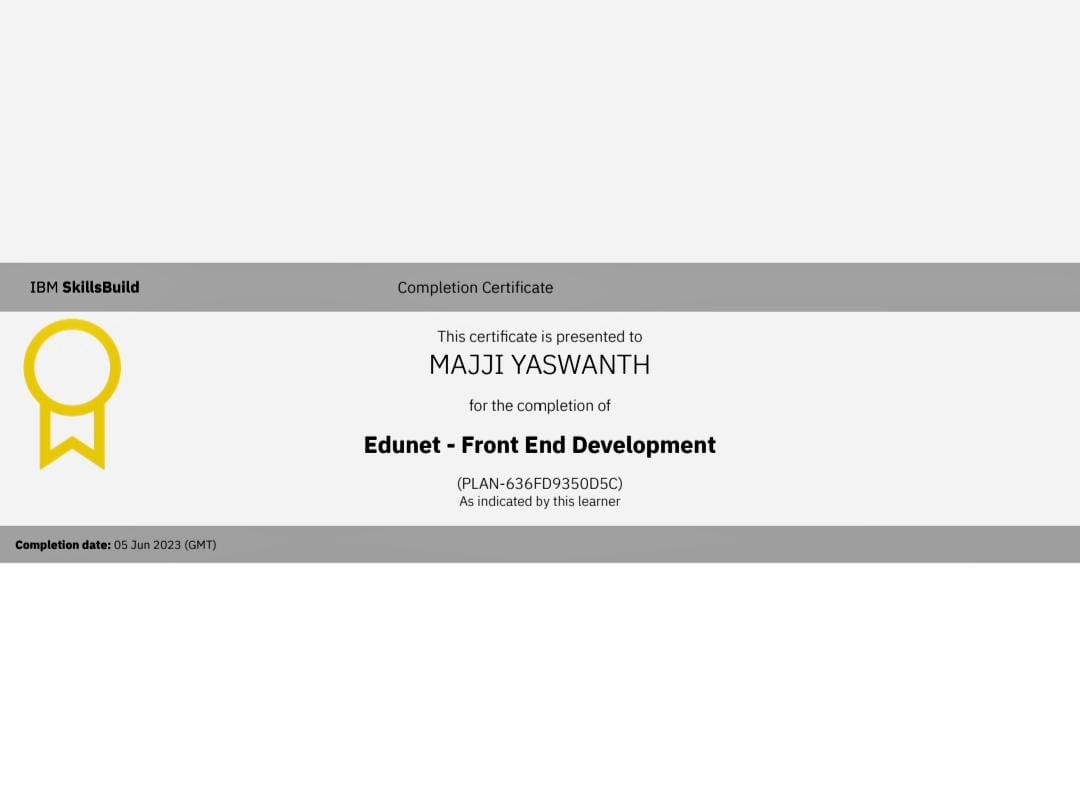 IBM SkillsBuild
Completion Certificate
This certificate is presented to
MAJJI YASWANTH
for the completion of
Edunet - Front End Development
(PLAN-636FD9350D5C)
As indicated by this learner
Completion date: 05 Jun 2023 (GMT)